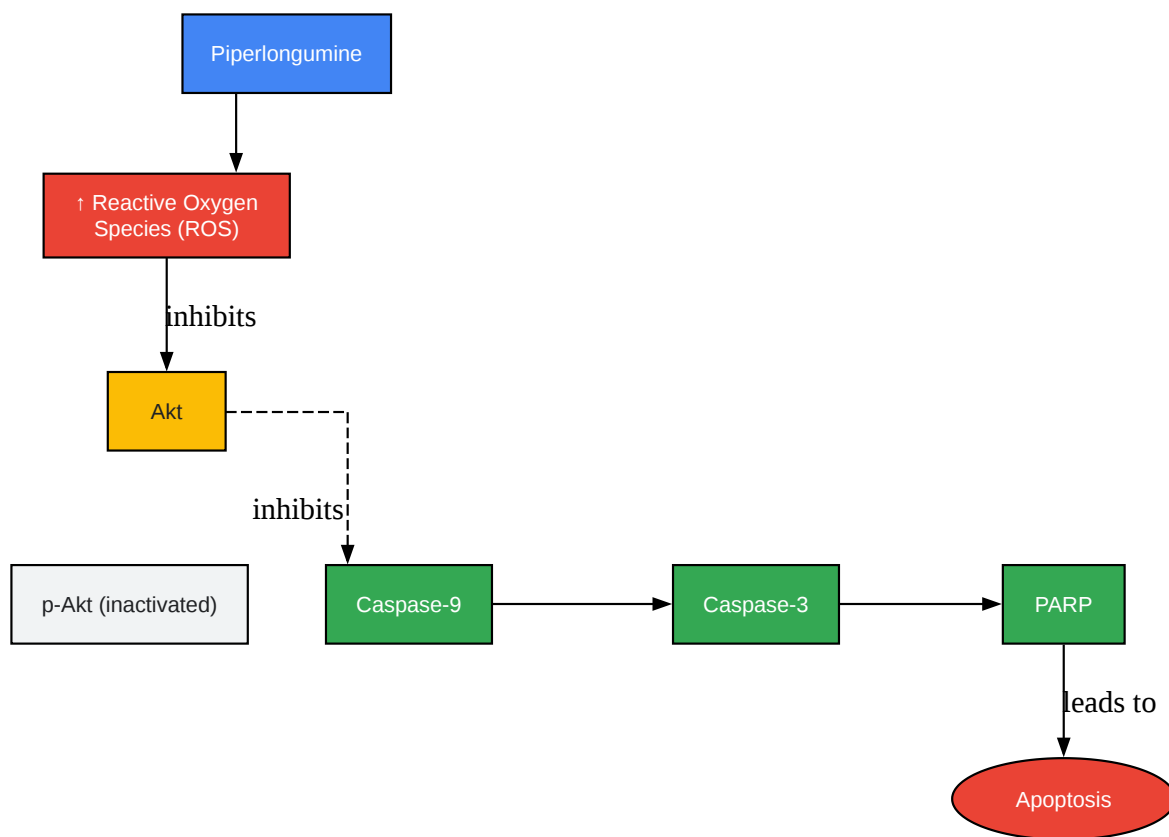 Piperlongumine
↑ Reactive Oxygen
Species (ROS)
inhibits
Akt
inhibits
p-Akt (inactivated)
Caspase-9
Caspase-3
PARP
leads to
Apoptosis